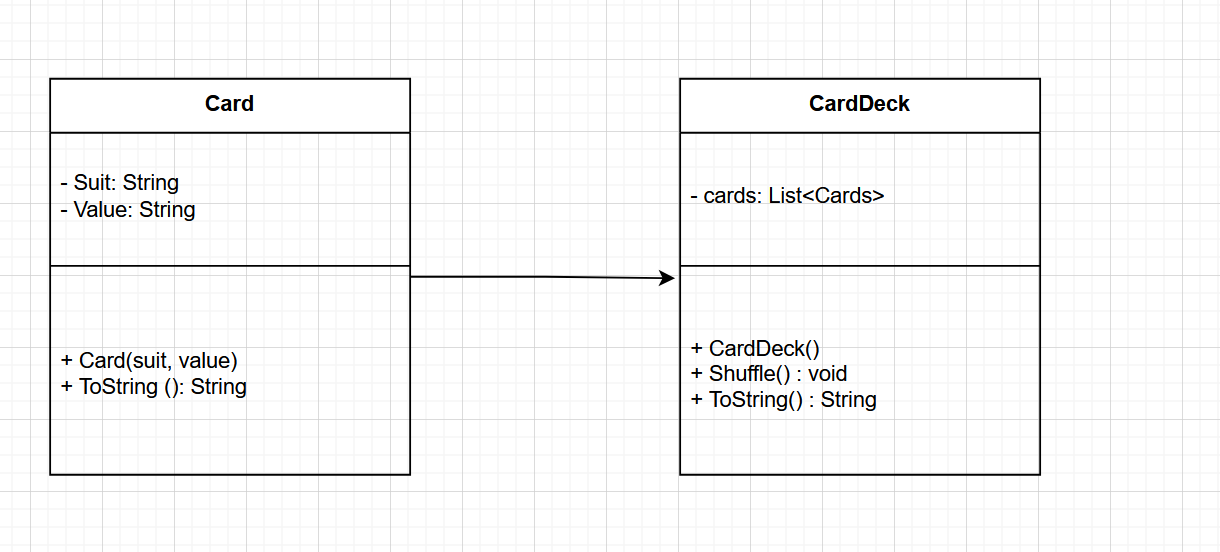 Card
- Suit: String
- Value: String
+ Card(suit, value)
+ ToString (): String
CardDeck
- cards: List<Cards>
+ CardDeck()
+ Shuffle() : void
+ ToString() : String